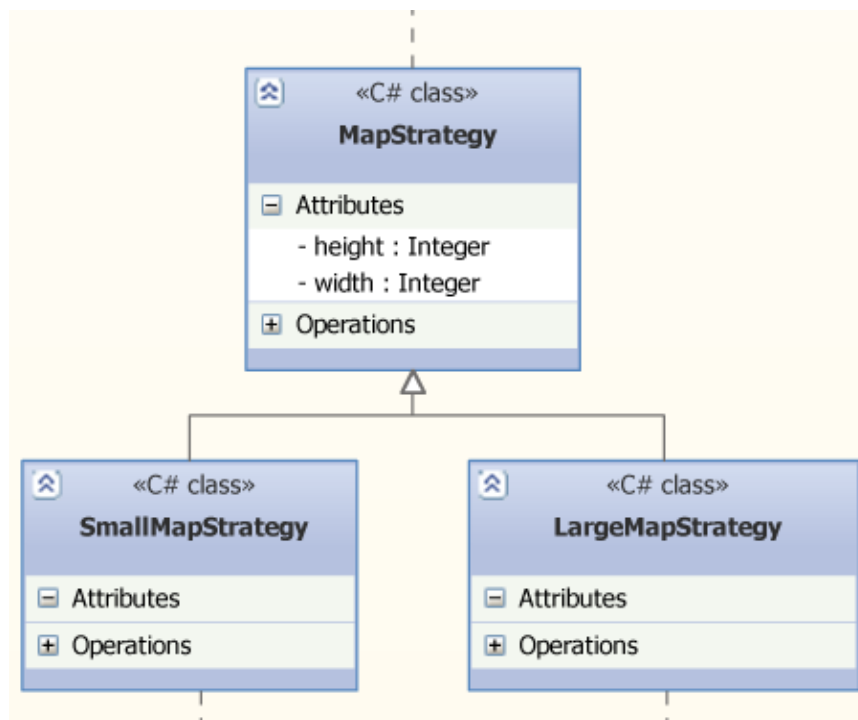 «C# class»
MapStrategy
Attributes
- height : Integer
- width : Integer
Operations
«C# class»
SmallMapStrategy
Attributes
Operations
«C# class»
LargeMapStrategy
Attributes
Operations